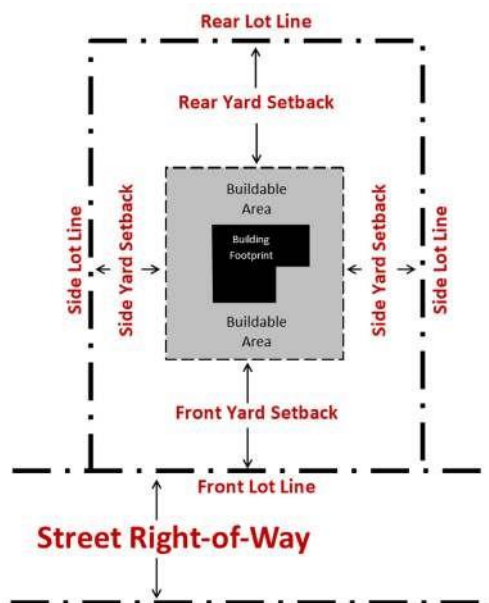 Rear Lot Line
Rear Yard Setback
Buildable
Area
Building
Footprint
Side Lot Line
Side Yard Setback
Side Yard Setback
Side Lot Line
Buildable
Area
Front Yard Setback
Front Lot Line
Street Right-of-Way